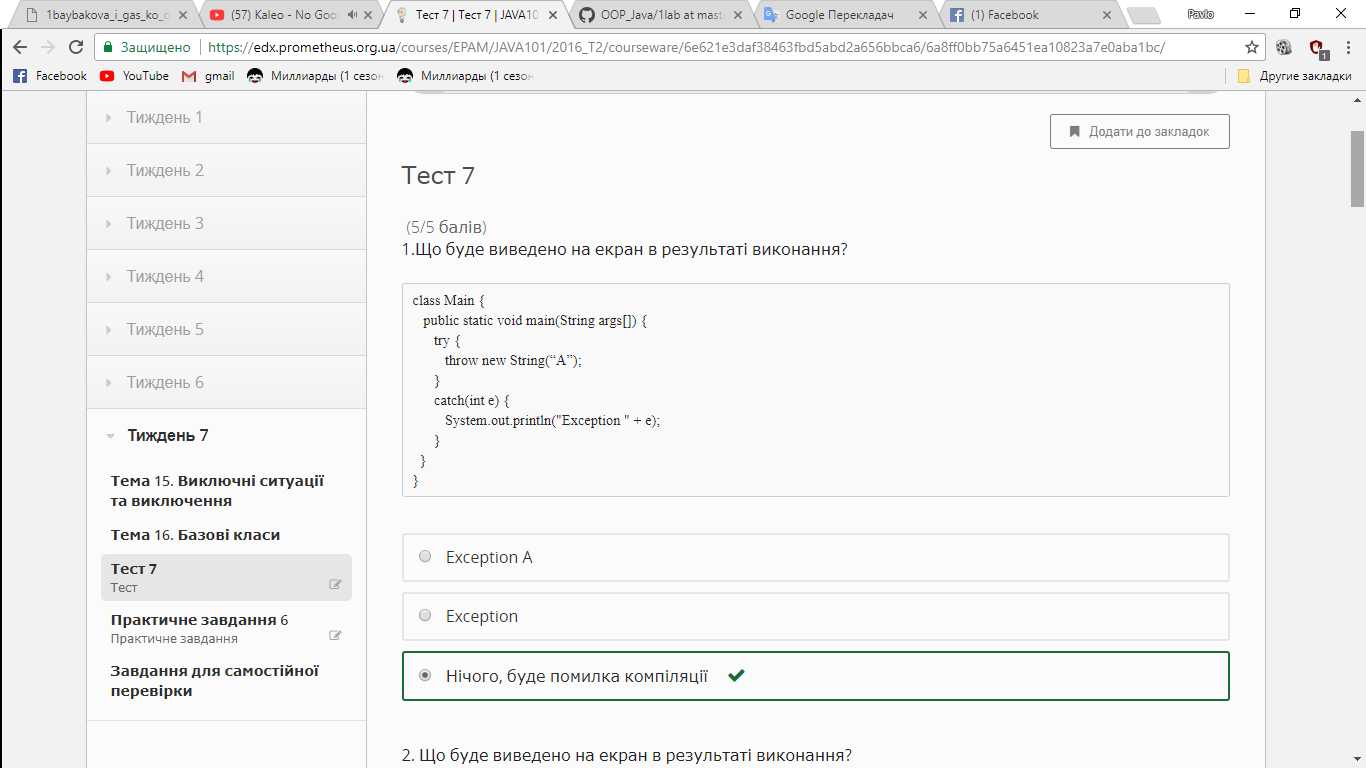 1baybakova_i_gas_ko_o
(57) Kaleo - No Goo
Тест 7 | Тест 7 | JAVA10
OOP_Java/1lab at mast
Google Перекладач
(1) Facebook
Pavlo
Защищено
https://edx.prometheus.org.ua/courses/EPAM/JAVA101/2016_T2/courseware/6e621e3daf38463fbd5abd2a656bbca6/6a8ff0bb75a6451ea10823a7e0aba1bc/
1
Facebook
YouTube
gmail
Миллиарды (1 сезон
Миллиарды (1 сезон
Другие закладки
Тиждень 1
Тиждень 2
Тиждень 3
Тиждень 4
Тиждень 5
Тиждень 6
Тиждень 7
Тема 15. Виключні ситуації
та виключення
Тема 16. Базові класи
Тест 7
Тест
Практичне завдання 6
Практичне завдання
Завдання для самостійної
перевірки
Додати до закладок
Тест 7
(5/5 балів)
1.Що буде виведено на екран в результаті виконання?
class Main {
public static void main(String args[]) {
try {
throw new String(“A”);
}
catch(int e) {
System.out.println("Exception " + e);
}
}
}
Exception A
Exception
Нічого, буде помилка компіляції
2. Що буде виведено на екран в результаті виконання?